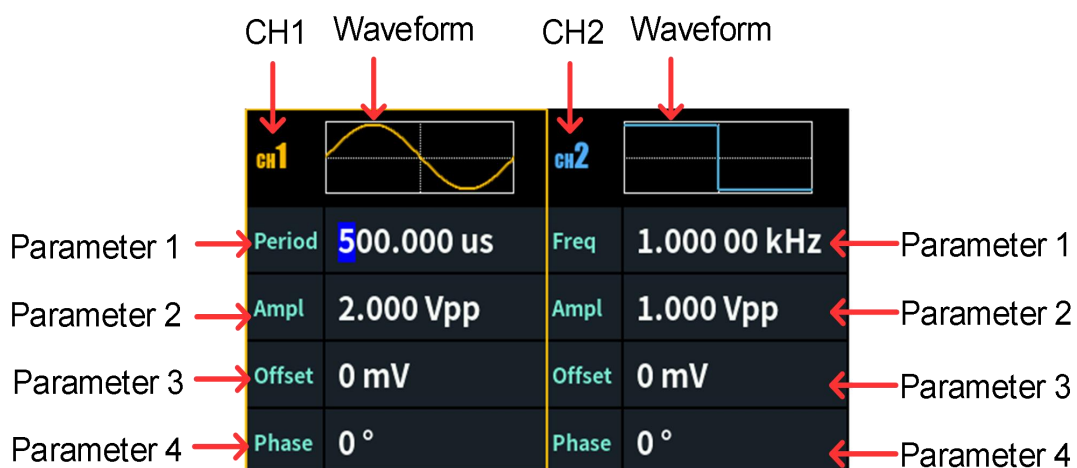 CH1 Waveform CH2 Waveform
CH1 CH2
Parameter 1 Period 500.000 us Freq 1.000 00 kHz Parameter 1
Parameter 2 Ampl 2.000 Vpp Ampl 1.000 Vpp Parameter 2
Parameter 3 Offset 0 mV Offset 0 mV Parameter 3
Parameter 4 Phase 0 ° Phase 0 ° Parameter 4